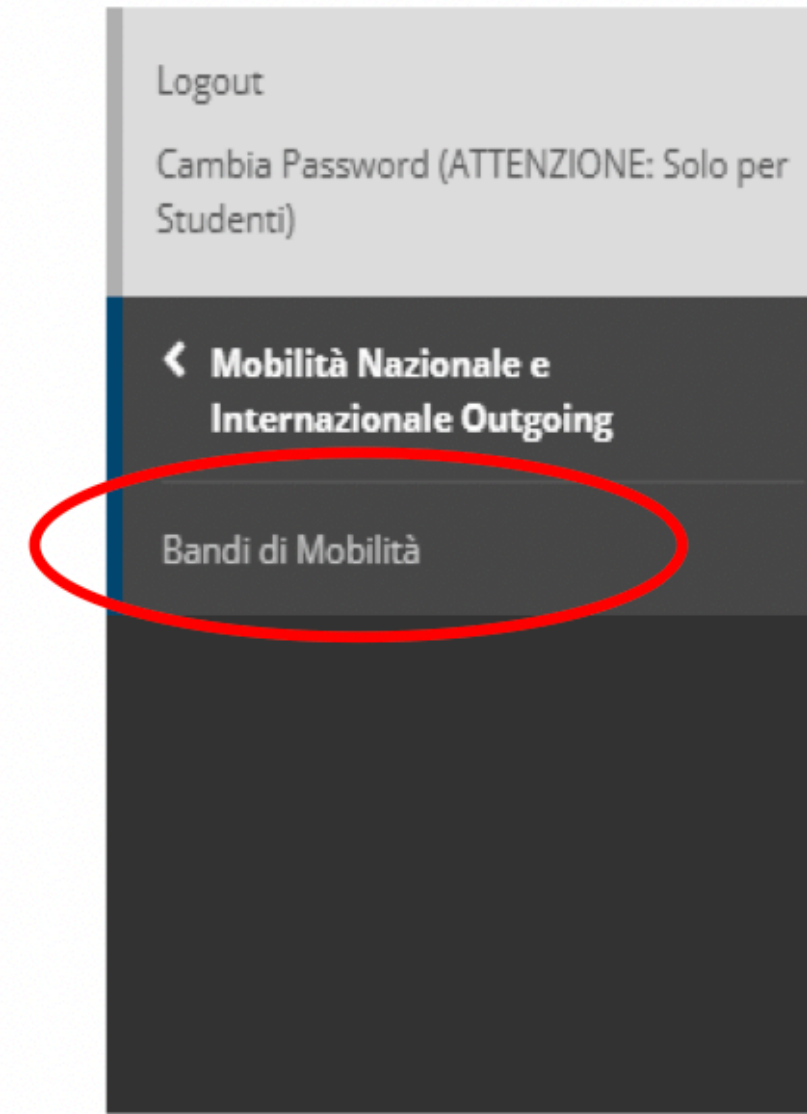 Logout
Cambia Password (ATTENZIONE: Solo per
Studenti)
Mobilità Nazionale e
Internazionale Outgoing
Bandi di Mobilità